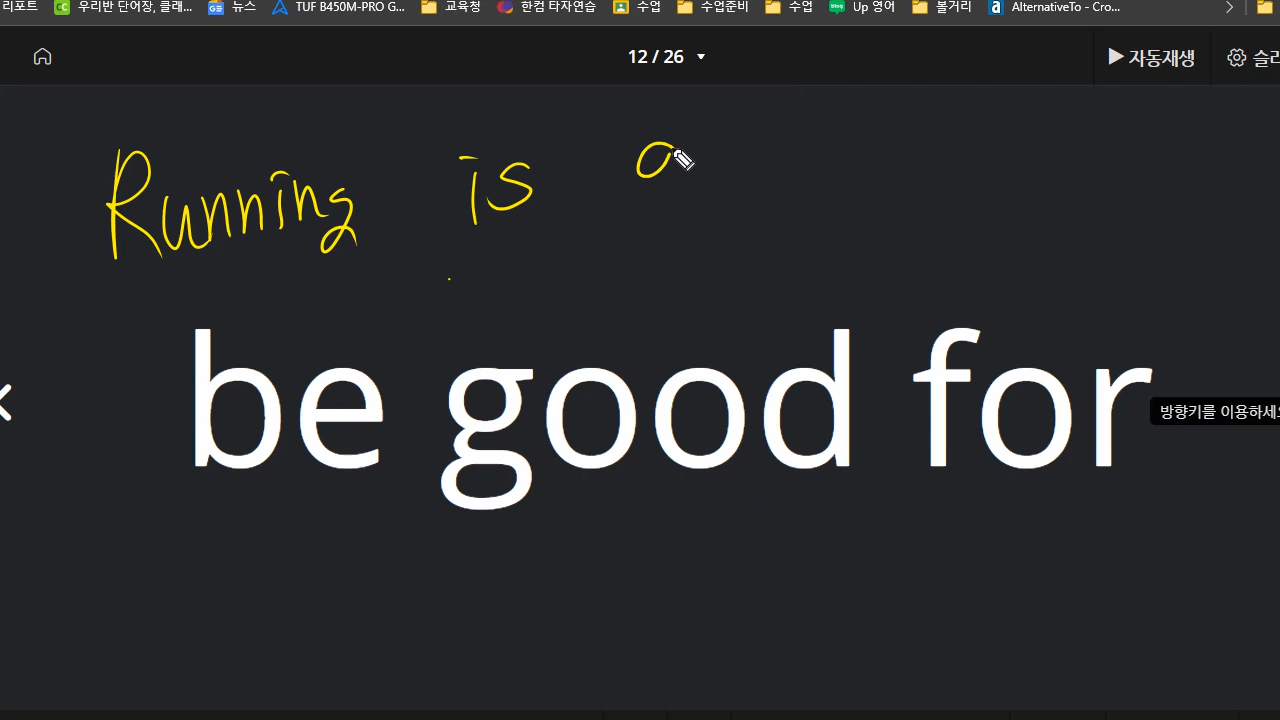 리포트 우리반 단어장, 클래... 뉴스 TUF B450M-PRO G... 교육청 한컴 타자연습 수업 수업준비 수업 Up 영어 볼거리 AlternativeTo - Cro...
12 / 26 자동재생 슬라
Running is
be good for
방향키를 이용하세요